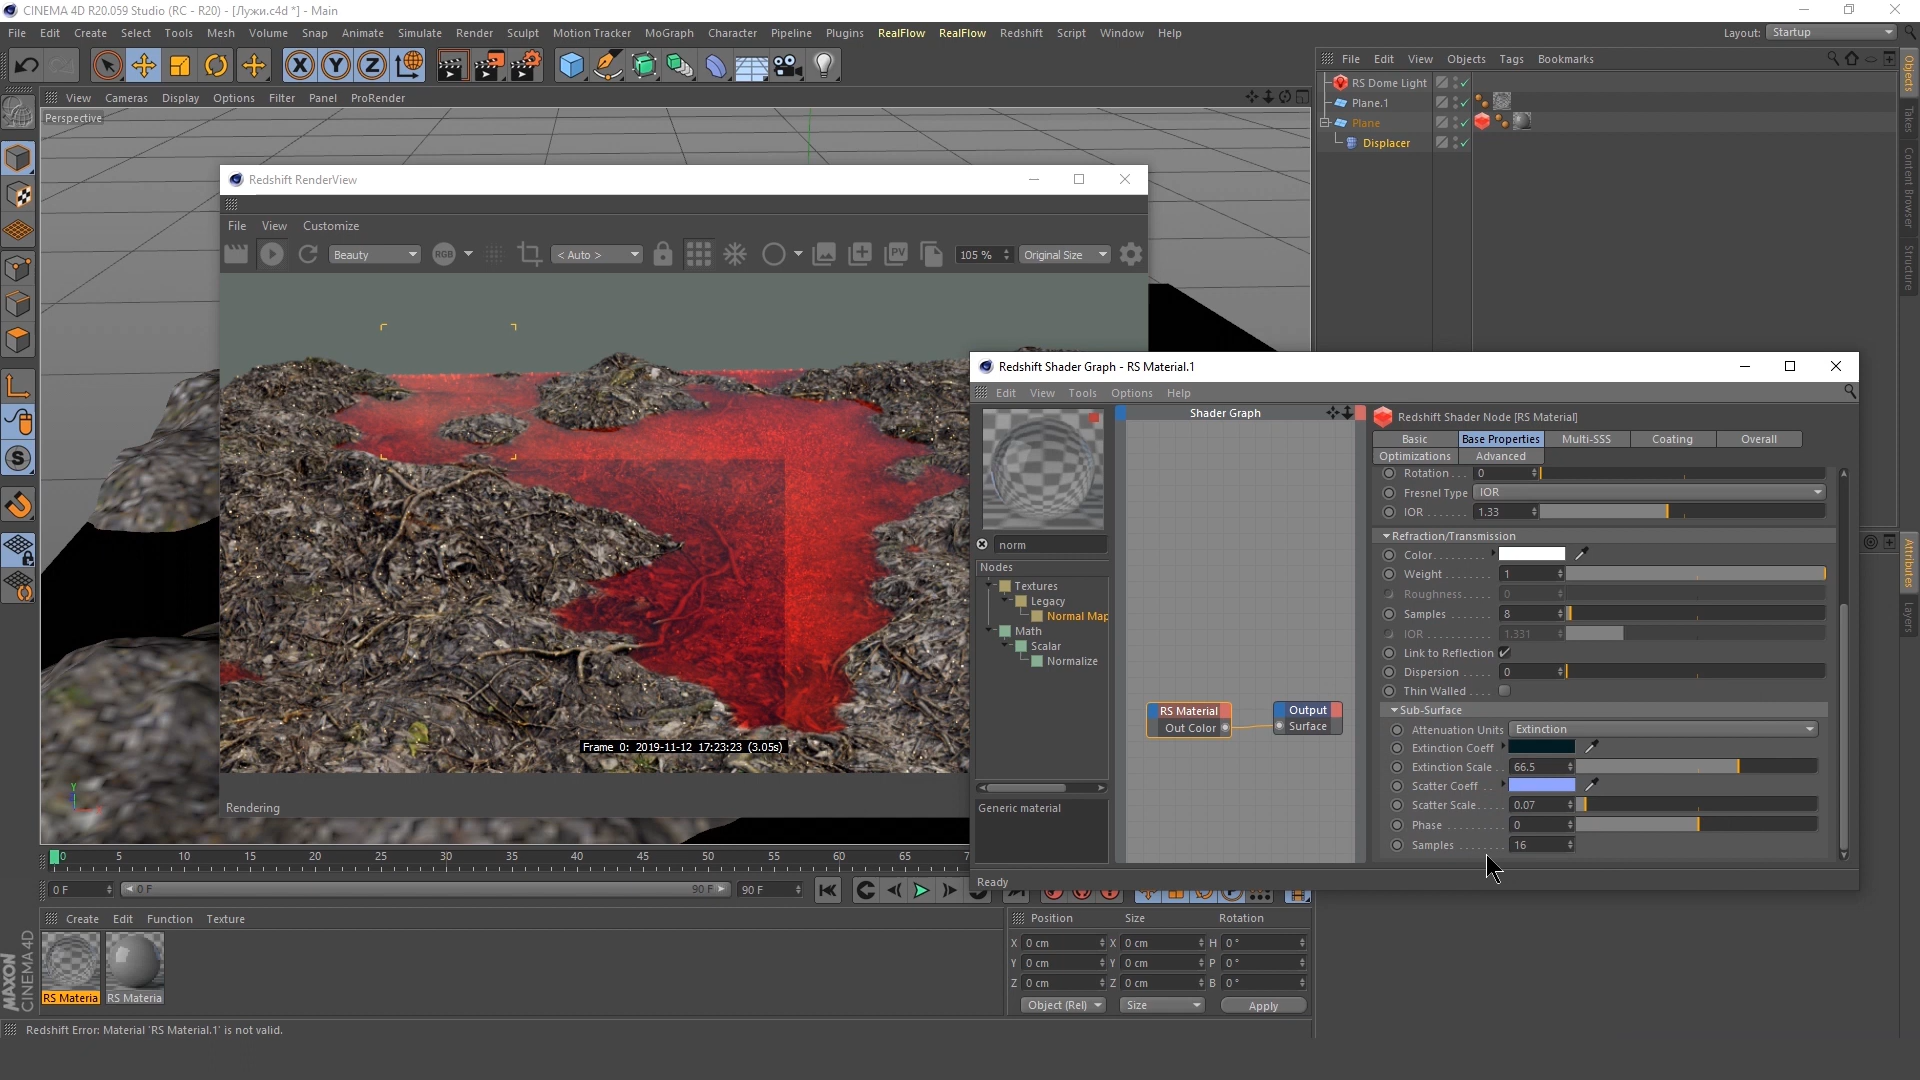 CINEMA 4D R20.059 Studio (RC - R20) - [Лужи.c4d *] - Main
File Edit Create Select Tools Mesh Volume Snap Animate Simulate Render Sculpt Motion Tracker MoGraph Character Pipeline Plugins RealFlow RealFlow Redshift Script Window Help
Layout: Startup
View Cameras Display Options Filter Panel ProRender
Perspective
File Edit View Objects Tags Bookmarks
RS Dome Light
Plane.1
Plane
Displacer
Objects
Takes
Content Browser
Structure
Attributes
Layers
Redshift RenderView
File View Customize
Beauty RGB < Auto > PV 105 % Original Size
Frame 0: 2019-11-12 17:23:23 (3.05s)
Rendering
Redshift Shader Graph - RS Material.1
Edit View Tools Options Help
norm
Nodes
Textures
Legacy
Normal Map
Math
Scalar
Normalize
Generic material
Ready
Shader Graph
RS Material
Out Color
Output
Surface
Redshift Shader Node [RS Material]
Basic Base Properties Multi-SSS Coating Overall
Optimizations Advanced
Rotation . . . 0
Fresnel Type IOR
IOR . . . . . . . 1.33
Refraction/Transmission
Color. . . . . . . .
Weight . . . . . . . 1
Roughness. . . . . 0
Samples . . . . . . 8
IOR . . . . . . . . . 1.331
Link to Reflection
Dispersion . . . . . 0
Thin Walled . . . .
Sub-Surface
Attenuation Units Extinction
Extinction Coeff
Extinction Scale . . 66.5
Scatter Coeff . .
Scatter Scale. . . . . 0.07
Phase . . . . . . . . . 0
Samples . . . . . . . 16
Y
0 5 10 15 20 25 30 35 40 45 50 55 60 65 7
0 F 0 F 90 F 90 F
Create Edit Function Texture
RS Materia RS Materia
MAXON
CINEMA 4D
Position Size Rotation
X 0 cm X 0 cm H 0 °
Y 0 cm Y 0 cm P 0 °
Z 0 cm Z 0 cm B 0 °
Object (Rel) Size Apply
Redshift Error: Material 'RS Material.1' is not valid.